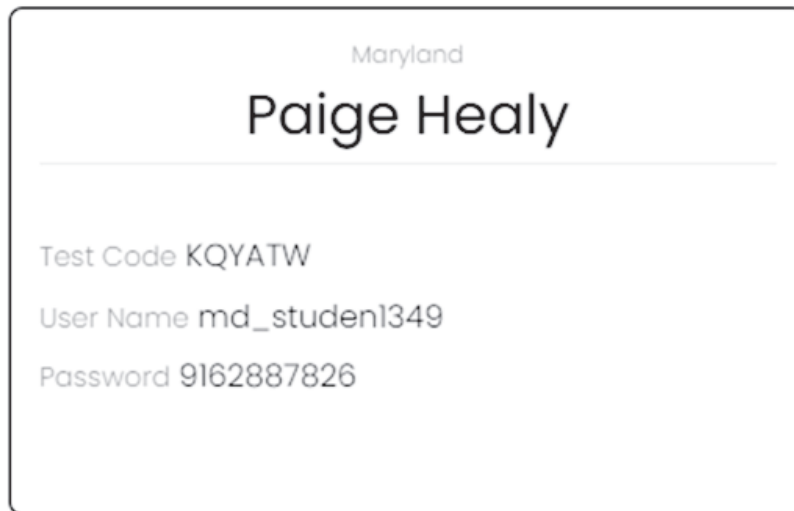 Maryland
Paige Healy
Test Code KQYATW
User Name md_studen1349
Password 9162887826